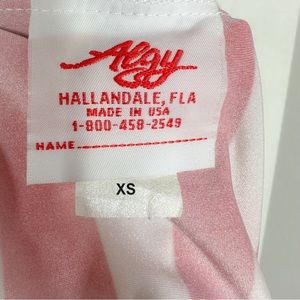 Algy
HALLANDALE, FLA
MADE IN USA
1-800-458-2549
NAME
XS